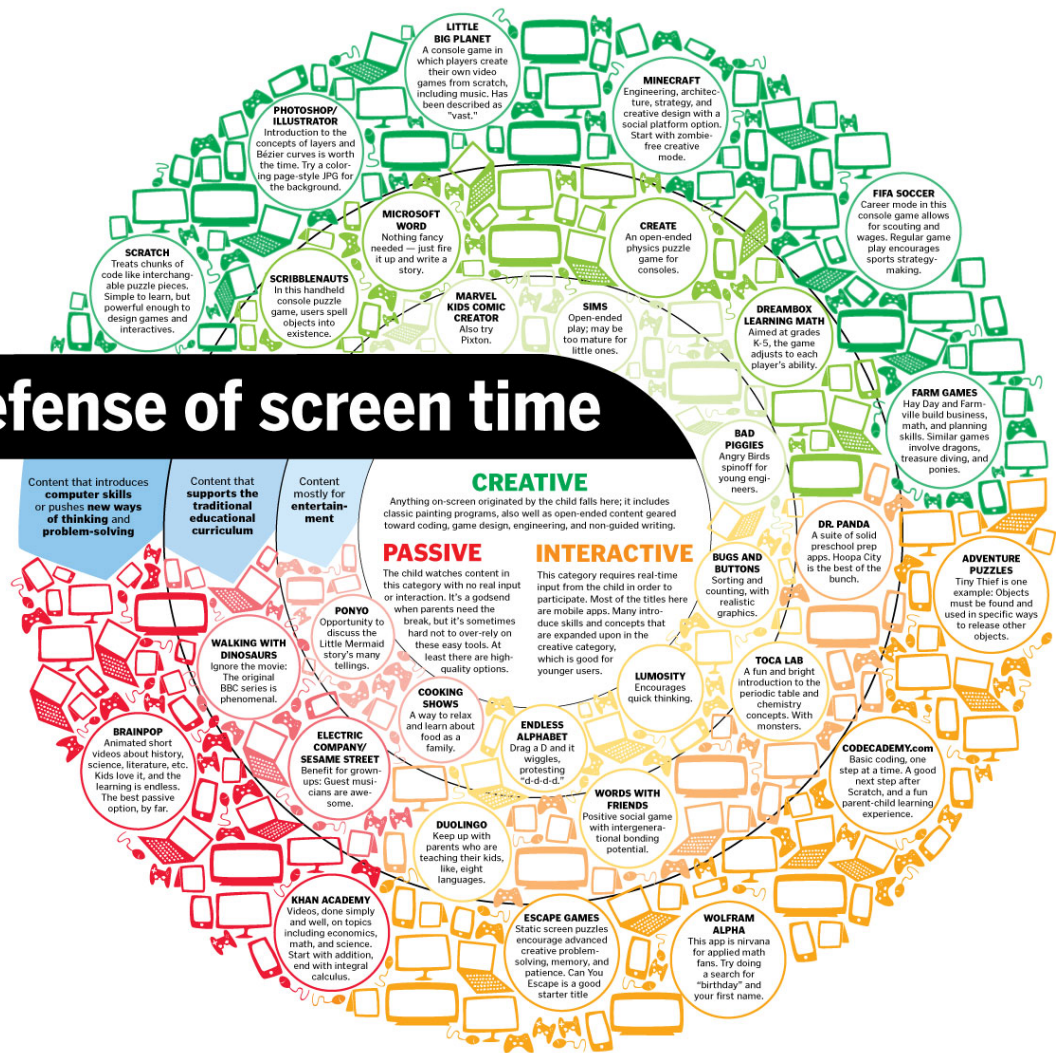 LITTLE
BIG PLANET
A console game in
which players create
their own video
games from scratch,
including music. Has
been described as
"vast."
MINECRAFT
Engineering, architec-
ture, strategy, and
creative design with a
social platform option.
Start with zombie-
free creative
mode.
PHOTOSHOP/
ILLUSTRATOR
Introduction to the
concepts of layers and
Bézier curves is worth
the time. Try a color-
ing page-style JPG for
the background.
FIFA SOCCER
Career mode in this
console game allows
for scouting and
wages. Regular game
play encourages
sports strategy-
making.
MICROSOFT
WORD
Nothing fancy
needed — just fire
it up and write a
story.
CREATE
An open-ended
physics puzzle
game for
consoles.
SCRATCH
Treats chunks of
code like interchang-
able puzzle pieces.
Simple to learn, but
powerful enough to
design games and
interactives.
SCRIBBLENAUTS
In this handheld
console puzzle
game, users spell
objects into
existence.
MARVEL
KIDS COMIC
CREATOR
Also try
Pixton.
SIMS
Open-ended
play; may be
too mature for
little ones.
DREAMBOX
LEARNING MATH
Aimed at grades
K-5, the game
adjusts to each
player's ability.
efense of screen time
FARM GAMES
Hay Day and Farm-
ville build business,
math, and planning
skills. Similar games
involve dragons,
treasure diving, and
ponies.
BAD
PIGGIES
Angry Birds
spinoff for
young engi-
neers.
Content that introduces
computer skills
or pushes new ways
of thinking and
problem-solving
Content that
supports the
traditional
educational
curriculum
Content
mostly for
entertain-
ment
CREATIVE
Anything on-screen originated by the child falls here; it includes
classic painting programs, also well as open-ended content geared
toward coding, game design, engineering, and non-guided writing.
PASSIVE
The child watches content in
this category with no real input
or interaction. It's a godsend
when parents need the
break, but it's sometimes
hard not to over-rely on
these easy tools. At
least there are high-
quality options.
INTERACTIVE
This category requires real-time
input from the child in order to
participate. Most of the titles here
are mobile apps. Many intro-
duce skills and concepts that
are expanded upon in the
creative category,
which is good for
younger users.
DR. PANDA
A suite of solid
preschool prep
apps. Hoopa City
is the best of the
bunch.
BUGS AND
BUTTONS
Sorting and
counting, with
realistic
graphics.
ADVENTURE
PUZZLES
Tiny Thief is one
example: Objects
must be found and
used in specific ways
to release other
objects.
PONYO
Opportunity to
discuss the
Little Mermaid
story's many
tellings.
WALKING WITH
DINOSAURS
Ignore the movie:
The original
BBC series is
phenomenal.
TOCA LAB
A fun and bright
introduction to the
periodic table and
chemistry
concepts. With
monsters.
LUMOSITY
Encourages
quick thinking.
COOKING
SHOWS
A way to relax
and learn about
food as a
family.
ENDLESS
ALPHABET
Drag a D and it
wiggles,
protesting
"d-d-d-d."
BRAINPOP
Animated short
videos about history,
science, literature, etc.
Kids love it, and the
learning is endless.
The best passive
option, by far.
ELECTRIC
COMPANY/
SESAME STREET
Benefit for grown-
ups: Guest musi-
cians are awe-
some.
CODECADEMY.com
Basic coding, one
step at a time. A good
next step after
Scratch, and a fun
parent-child learning
experience.
WORDS WITH
FRIENDS
Positive social game
with intergenera-
tional bonding
potential.
DUOLINGO
Keep up with
parents who are
teaching their kids,
like, eight
languages.
KHAN ACADEMY
Videos, done simply
and well, on topics
including economics,
math, and science.
Start with addition,
end with integral
calculus.
ESCAPE GAMES
Static screen puzzles
encourage advanced
creative problem-
solving, memory, and
patience. Can You
Escape is a good
starter title
WOLFRAM
ALPHA
This app is nirvana
for applied math
fans. Try doing
a search for
"birthday" and
your first name.